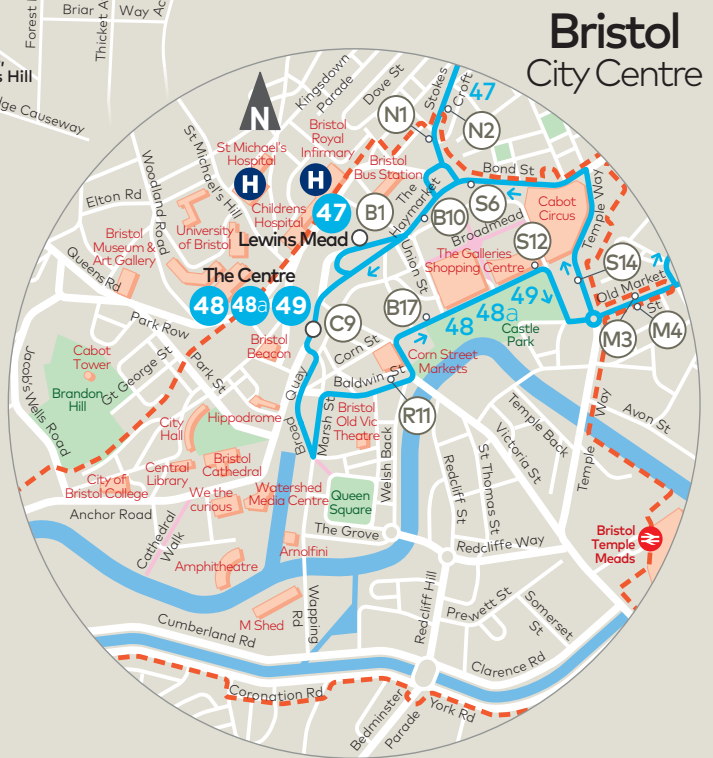 Bristol
City Centre
Briar Way
Forest
Thicket A
Ac
s Hill
ge Causeway
N
Kingsdown
Parade
Dove St
Stokes
Croft
47
N1
N2
St Michael's
Hospital
H
Bristol
Royal
Infirmary
H
Bristol
Bus Station
Bond St
The
Haymarket
S6
B10
Cabot
Circus
Temple Way
Woodland Road
St Michael's Hill
Elton Rd
University
of Bristol
Childrens
Hospital
47
B1
Lewins Mead
Broadmead
S12
The Galleries
Shopping Centre
Union St
S14
Old Market
St
M3
M4
Bristol
Museum &
Art Gallery
Queens Rd
The Centre
48
48a
49
C9
B17
48
48a
49
Castle
Park
Park Row
Bristol
Beacon
Corn St
Corn Street
Markets
Baldwin St
R11
Cabot
Tower
Brandon
Hill
Jacobs Wells Road
Gt George St
Park St
Hippodrome
Broad Quay
Marsh St
Bristol
Old Vic
Theatre
Welsh Back
City
Hall
Bristol
Cathedral
Central
Library
City of
Bristol College
We the
curious
Watershed
Media Centre
Queen
Square
Anchor Road
Cathedral
Walk
Amphitheatre
Arnolfini
The Grove
Redcliff St
St Thomas St
Victoria St
Temple Back
Temple Way
Avon St
Redcliffe Way
Bristol
Temple
Meads
M Shed
Wapping
Rd
Redcliff Hill
Prewett St
Somerset
St
Cumberland Rd
Clarence Rd
Coronation Rd
York Rd
Bedminster
Parade